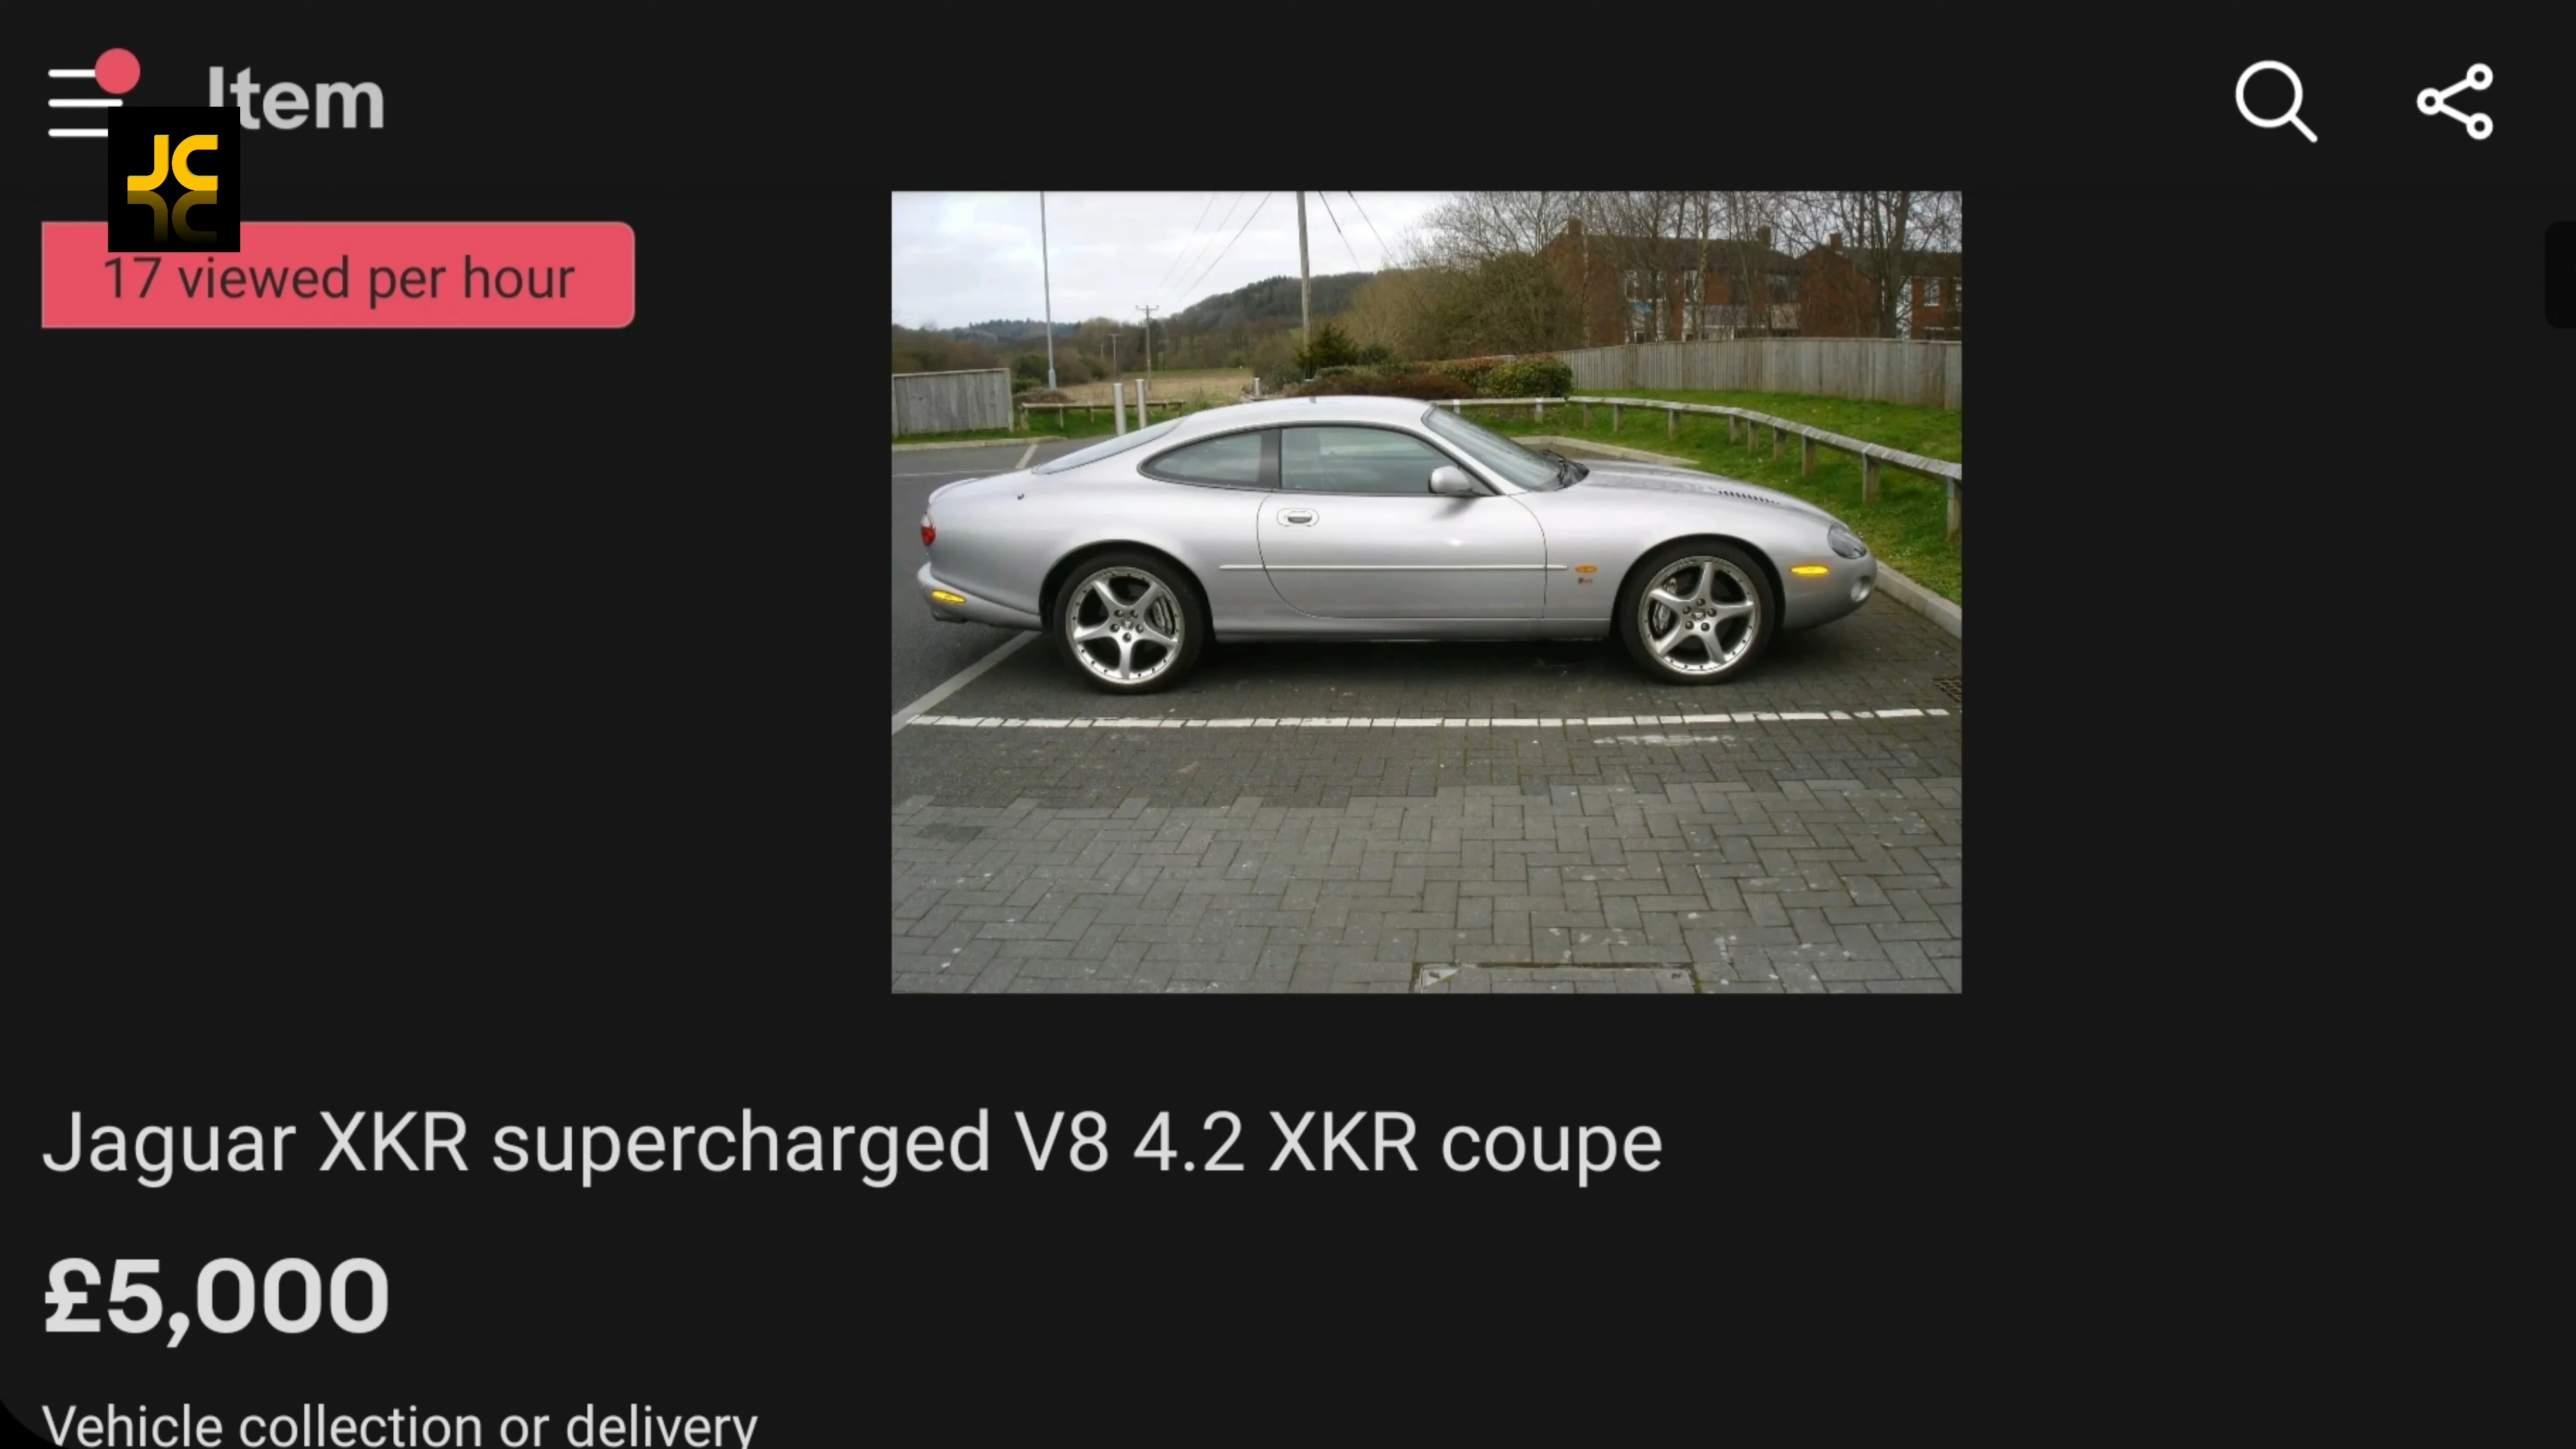 Item
JC
17 viewed per hour
Jaguar XKR supercharged V8 4.2 XKR coupe
£5,000
Vehicle collection or delivery